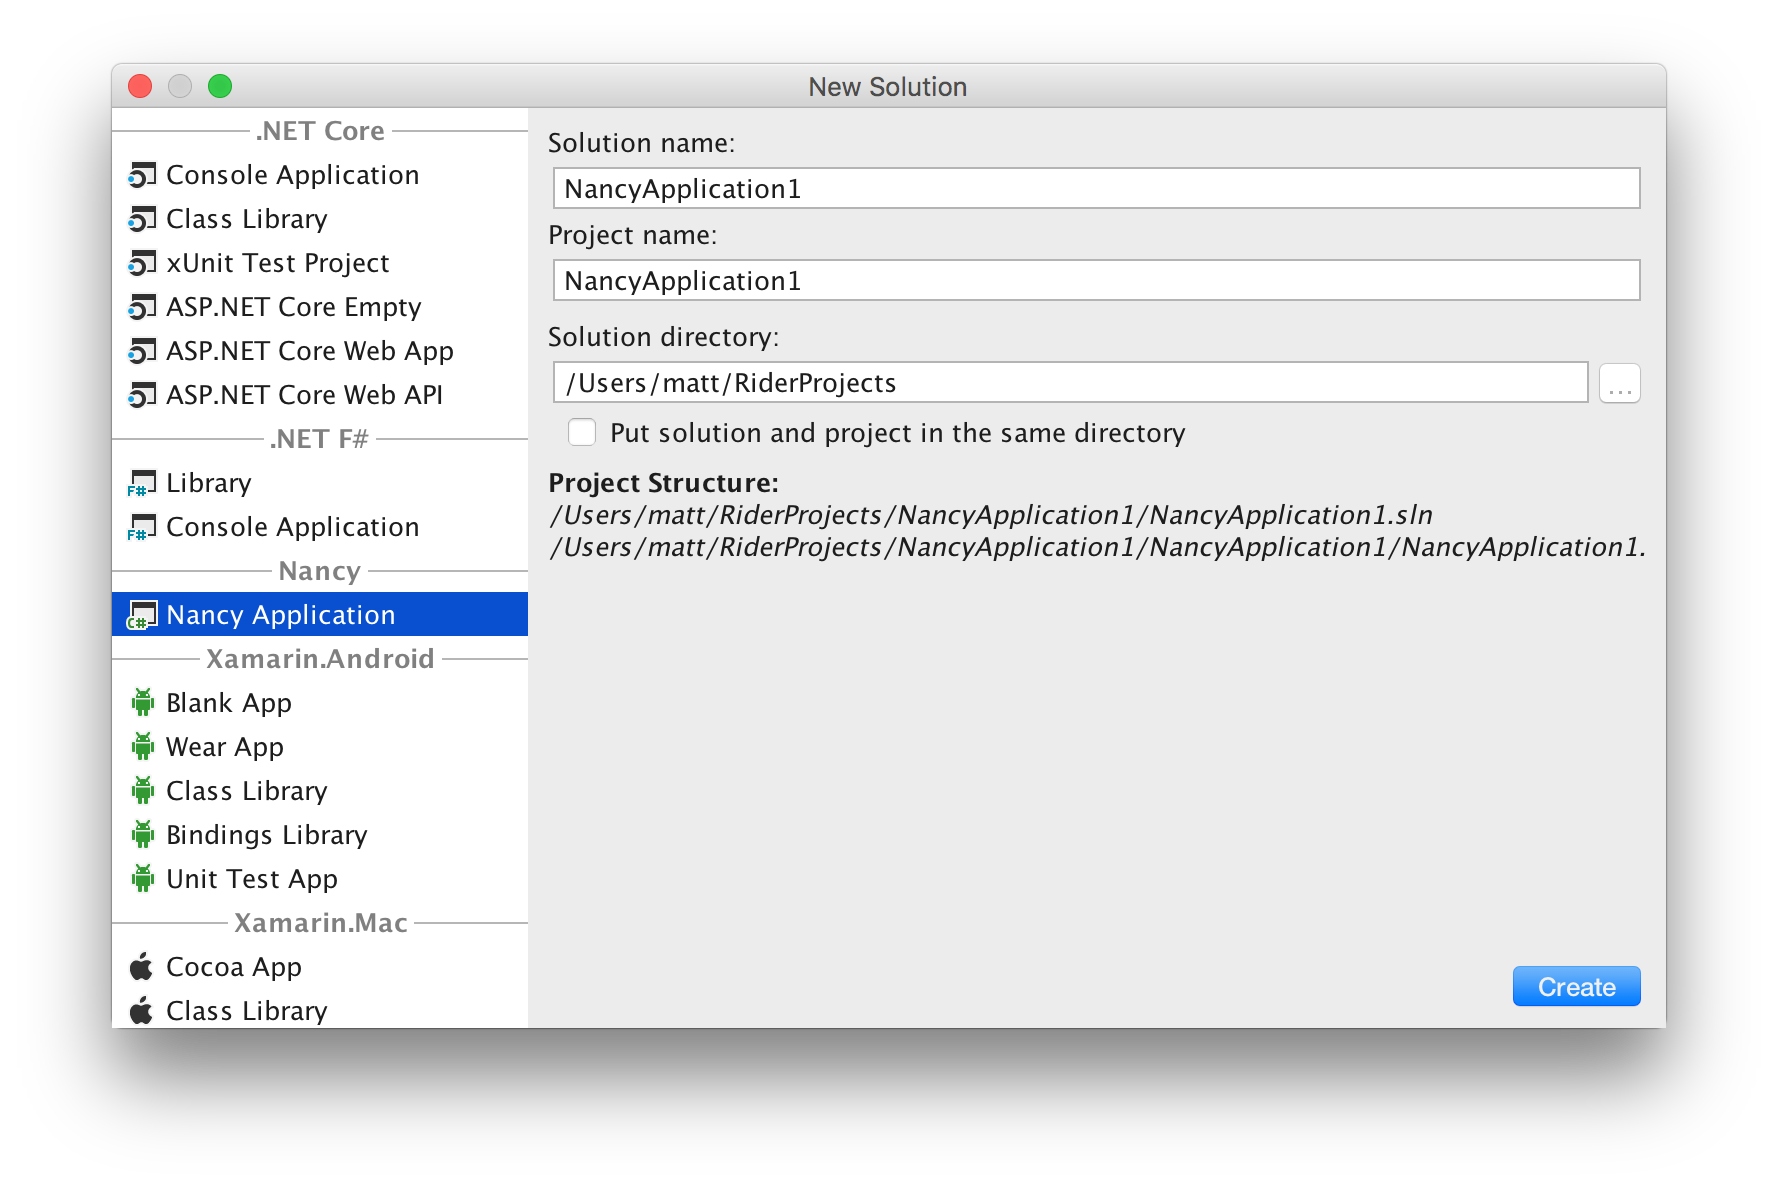 New Solution
.NET Core
Console Application
Class Library
xUnit Test Project
ASP.NET Core Empty
ASP.NET Core Web App
ASP.NET Core Web API
.NET F#
F# Library
F# Console Application
Nancy
C# Nancy Application
Xamarin.Android
Blank App
Wear App
Class Library
Bindings Library
Unit Test App
Xamarin.Mac
Cocoa App
Class Library
Solution name:
NancyApplication1
Project name:
NancyApplication1
Solution directory:
/Users/matt/RiderProjects
...
Put solution and project in the same directory
Project Structure:
/Users/matt/RiderProjects/NancyApplication1/NancyApplication1.sln
/Users/matt/RiderProjects/NancyApplication1/NancyApplication1/NancyApplication1.
Create